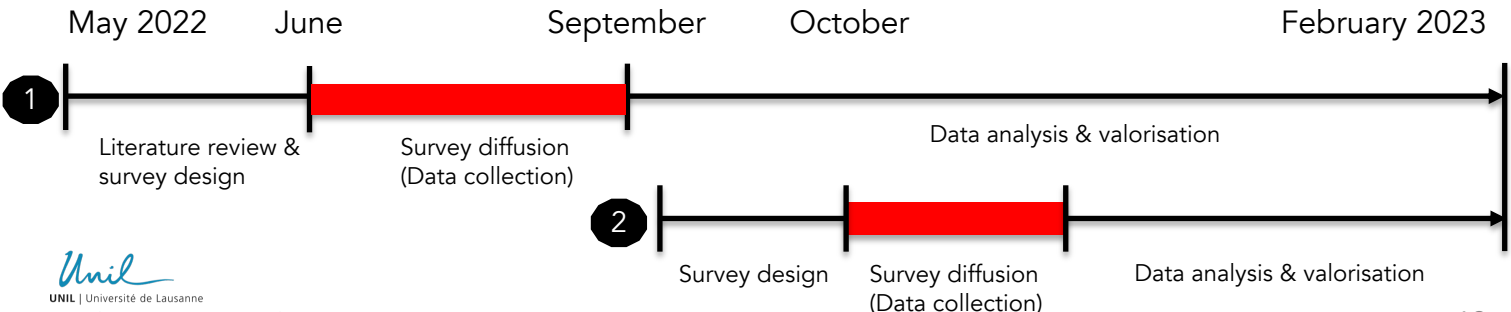 May 2022 June September October February 2023
1
Literature review &
survey design
Survey diffusion
(Data collection)
Data analysis & valorisation
2
Survey design
Survey diffusion
(Data collection)
Data analysis & valorisation
Unil
UNIL | Université de Lausanne